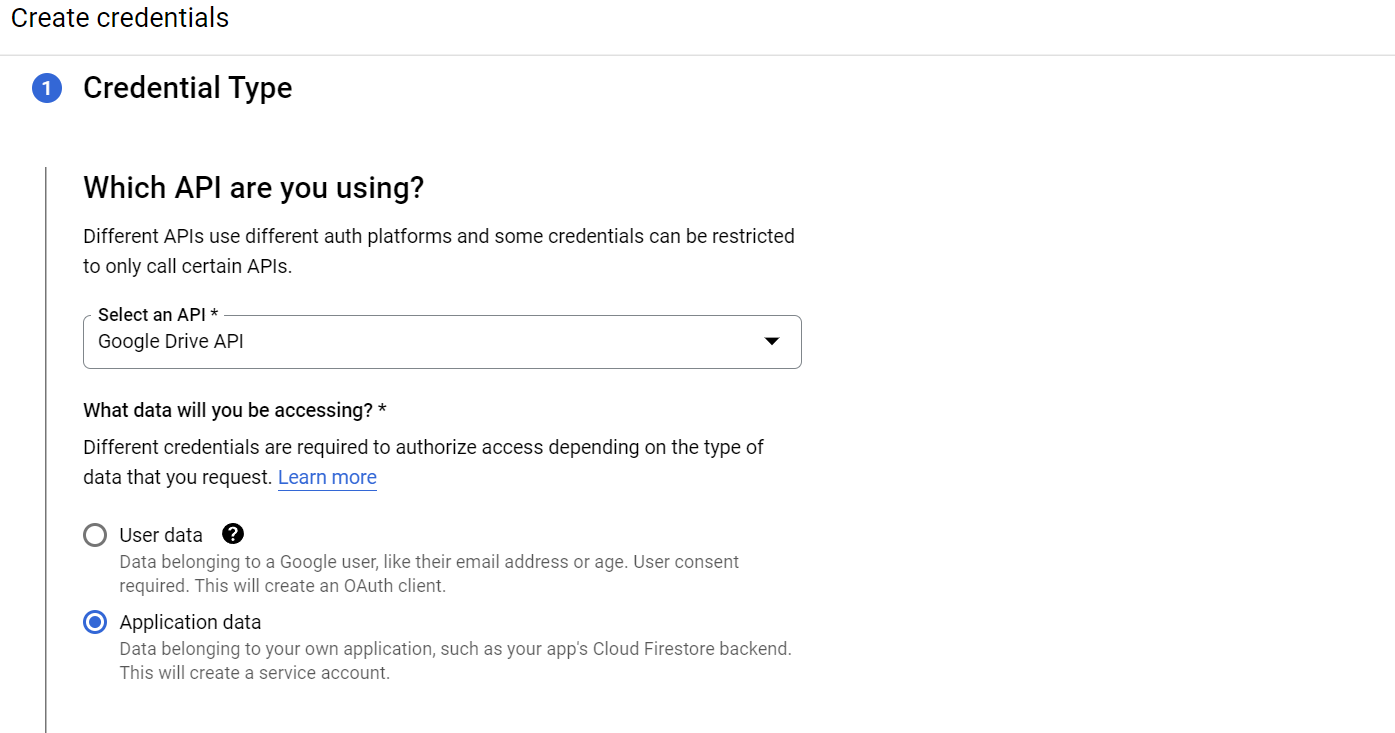 Create credentials
1 Credential Type
Which API are you using?
Different APIs use different auth platforms and some credentials can be restricted
to only call certain APIs.
Select an API *
Google Drive API
What data will you be accessing? *
Different credentials are required to authorize access depending on the type of
data that you request. Learn more
User data ?
Data belonging to a Google user, like their email address or age. User consent
required. This will create an OAuth client.
Application data
Data belonging to your own application, such as your app's Cloud Firestore backend.
This will create a service account.